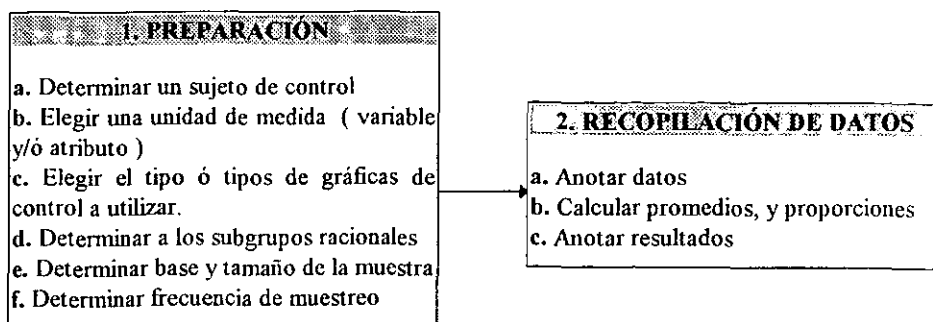 1. PREPARACIÓN
a. Determinar un sujeto de control
b. Elegir una unidad de medida ( variable
y/ó atributo )
c. Elegir el tipo ó tipos de gráficas de
control a utilizar.
d. Determinar a los subgrupos racionales
e. Determinar base y tamaño de la muestra
f. Determinar frecuencia de muestreo
2. RECOPILACIÓN DE DATOS
a. Anotar datos
b. Calcular promedios, y proporciones
c. Anotar resultados